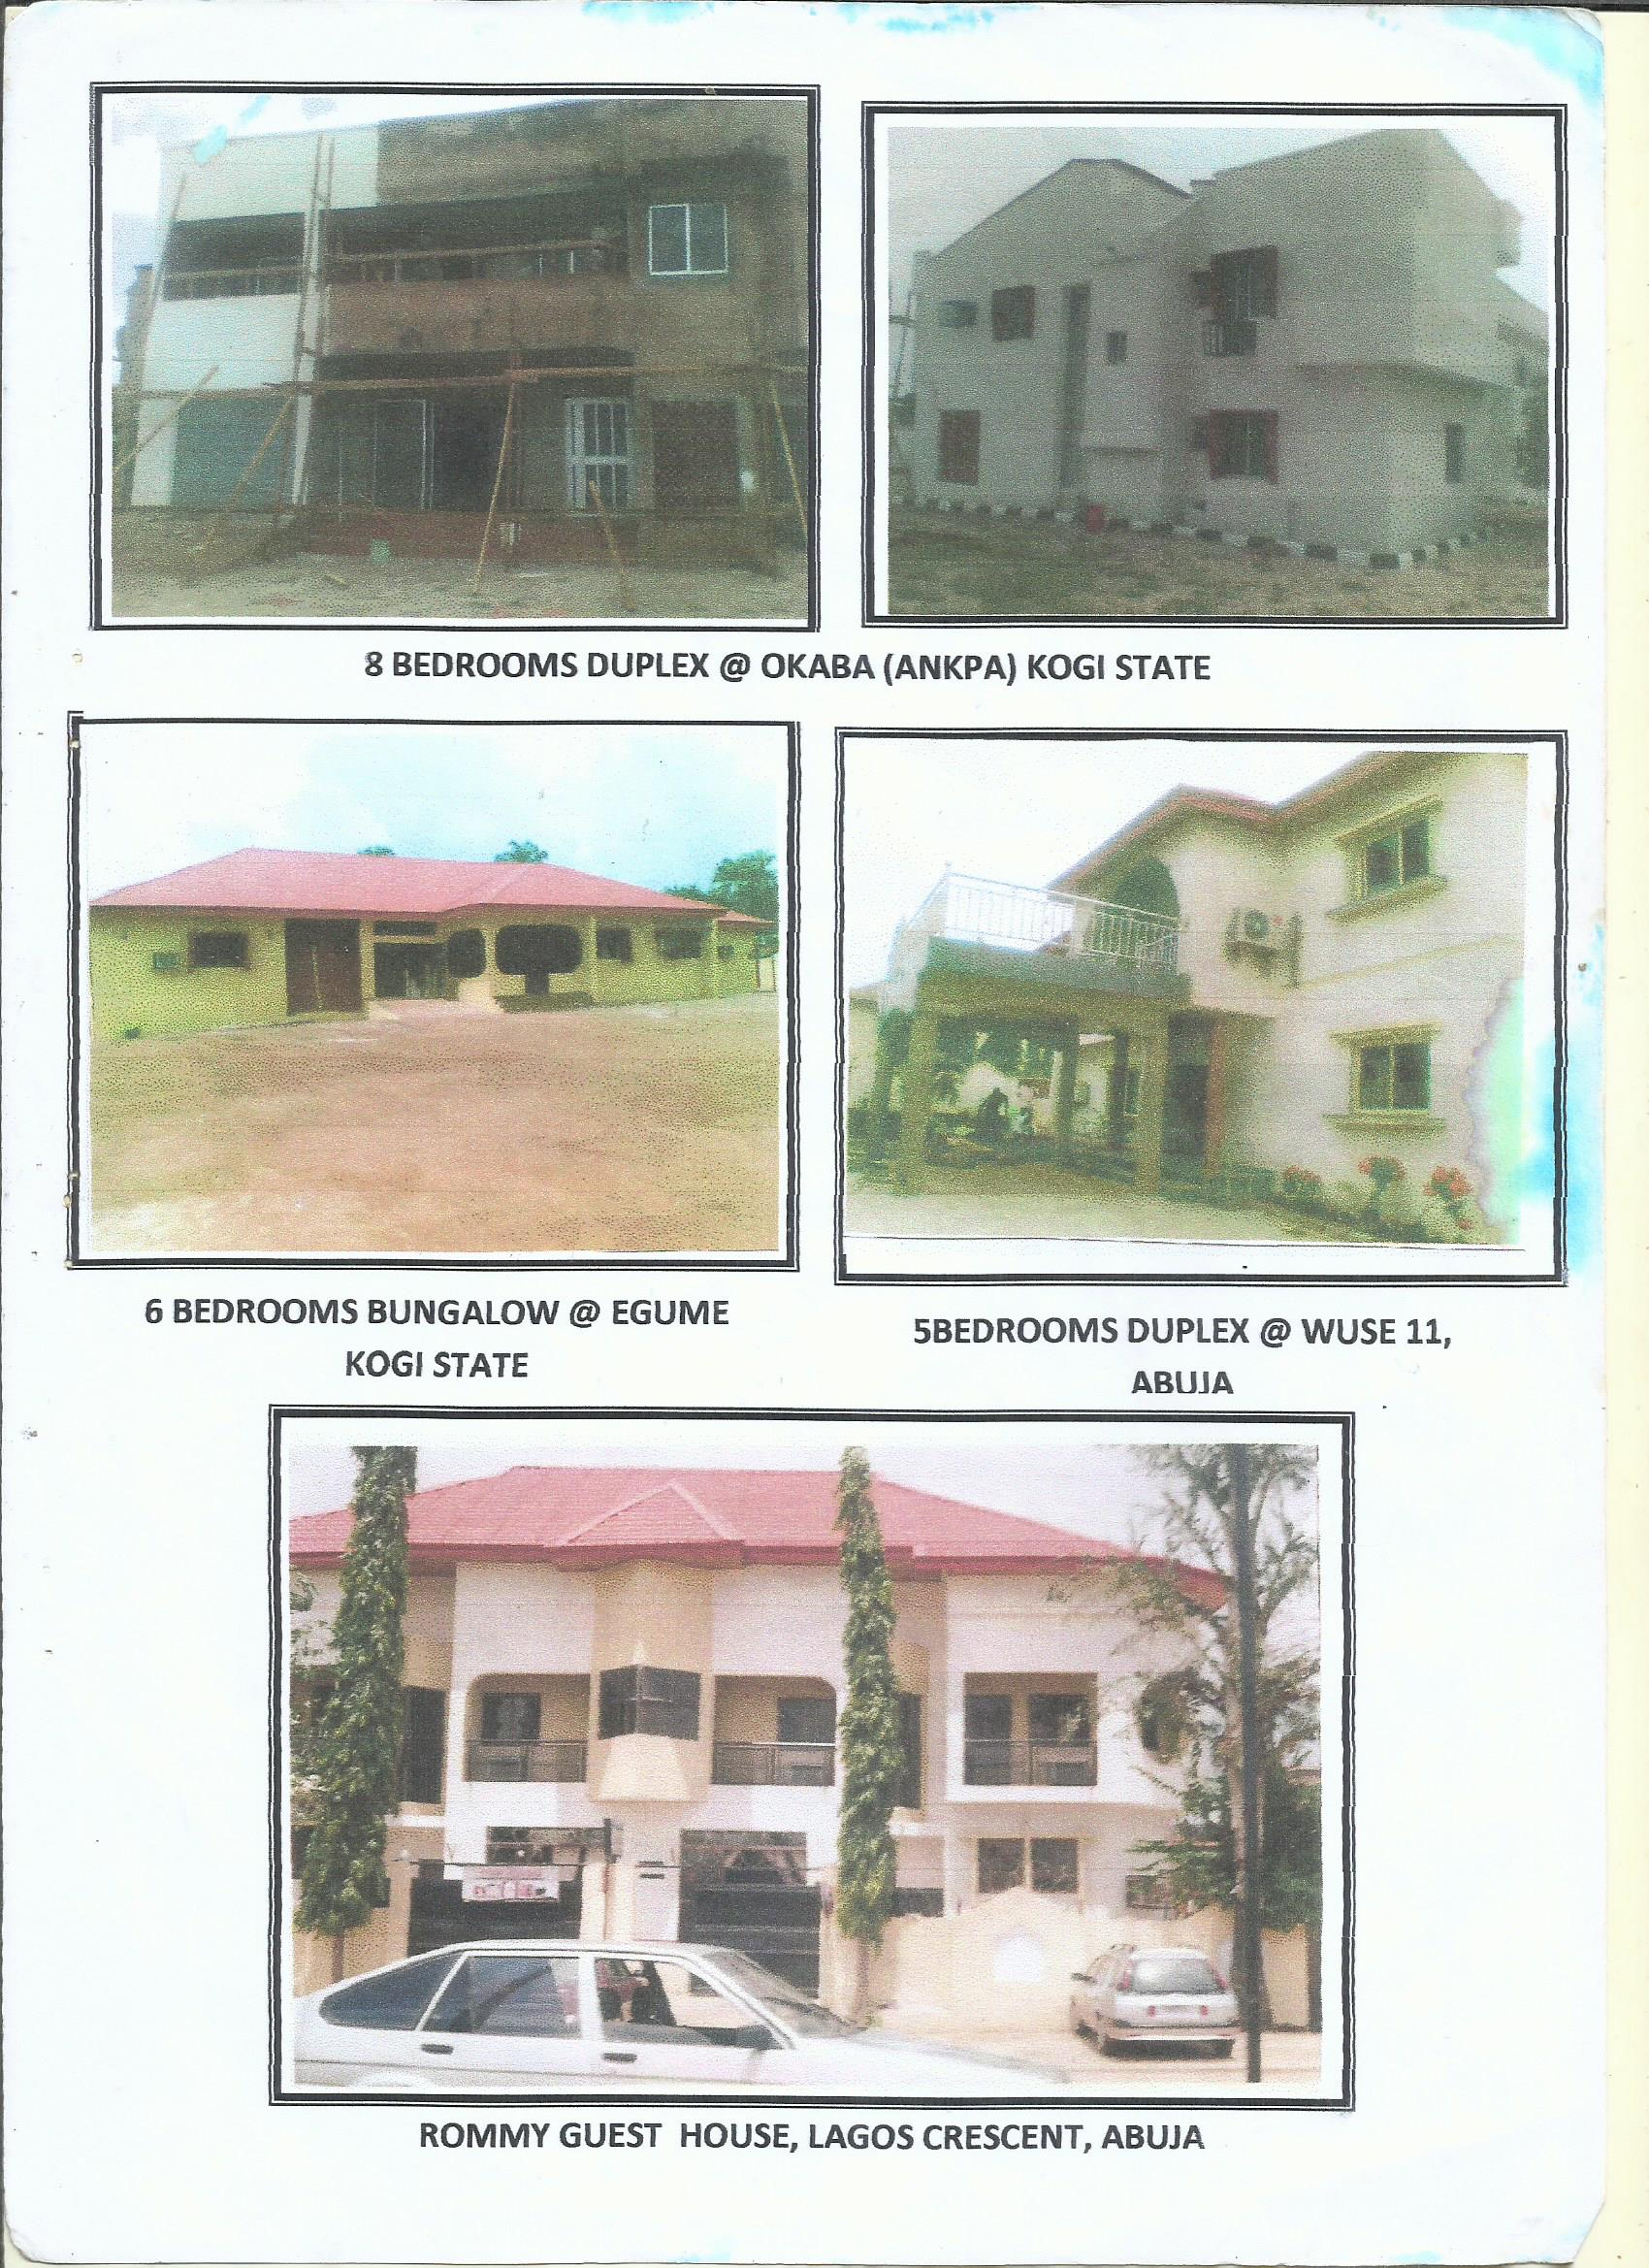 8 BEDROOMS DUPLEX @ OKABA (ANKPA) KOGI STATE
6 BEDROOMS BUNGALOW @ EGUME
KOGI STATE
5BEDROOMS DUPLEX @ WUSE 11,
ABUJA
ROMMY GUEST  HOUSE, LAGOS CRESCENT, ABUJA